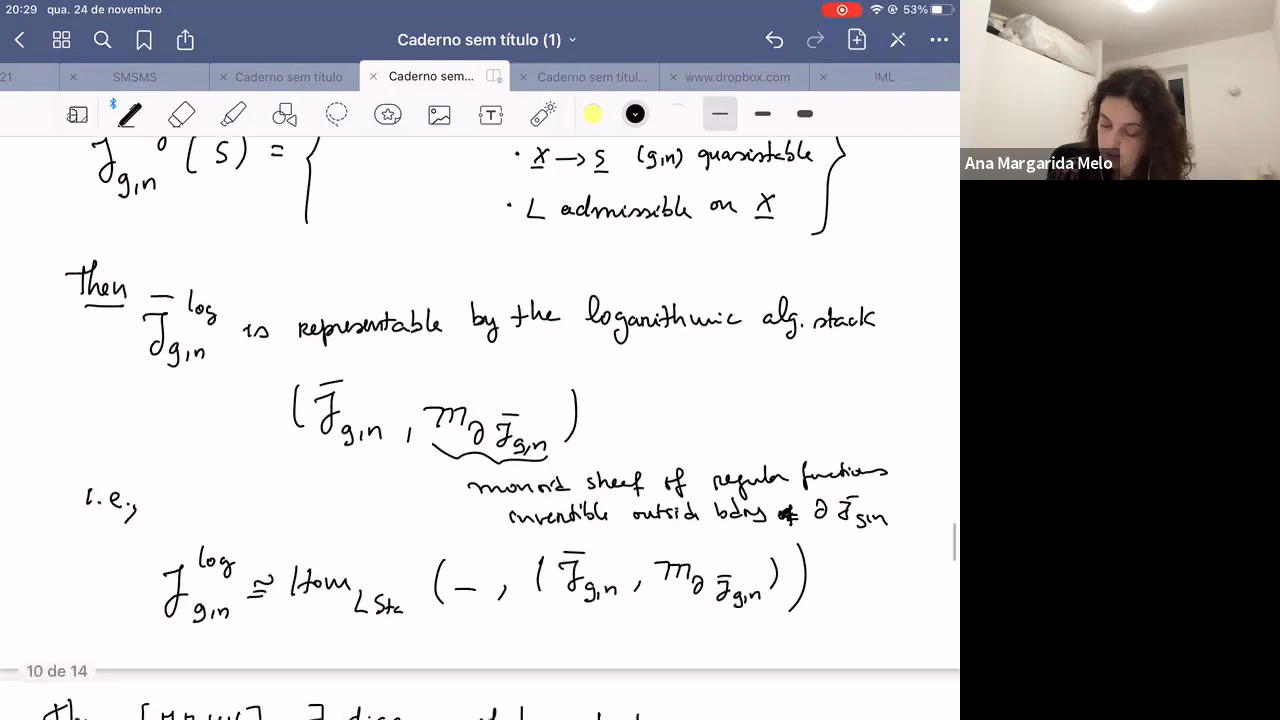 20:29 qua. 24 de novembro
53%
Caderno sem título (1)
21
SMSMS
Caderno sem título
Caderno sem...
Caderno sem títul...
www.dropbox.com
IML
J_{g,n}^0 (S) = {
· X̲ → S̲ (g,n) quasistable
· L admissible on X̲ }
Then J̄_{g,n}^{log} is representable by the logarithmic alg. stack
( J̄_{g,n} , m_{∂ J̄_{g,n}} )
monoid sheaf of regular functions
invertible outside bdry ∂ J̄_{g,n}
i.e.,
J_{g,n}^{log} ≅ Hom_{LSta} ( – , ( J̄_{g,n} , m_{∂ J̄_{g,n}} ) )
10 de 14
Ana Margarida Melo